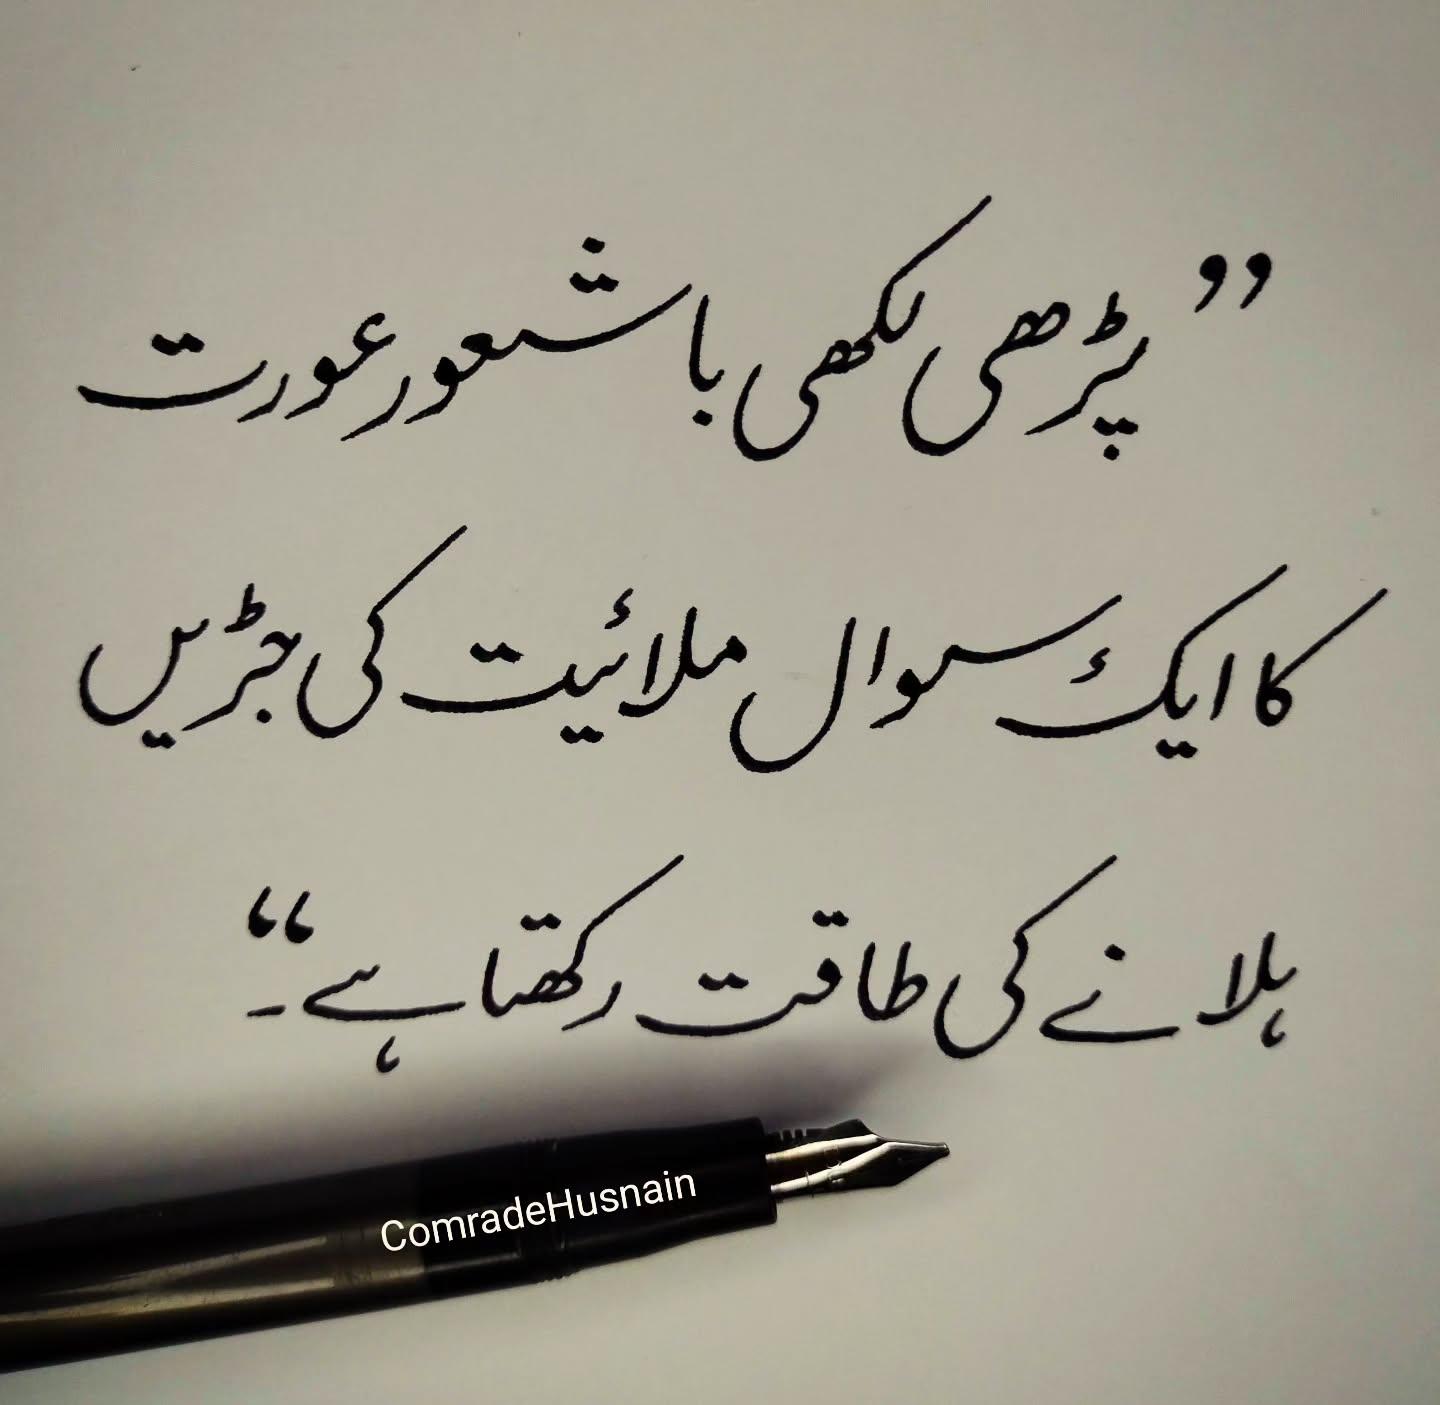 ”پڑھی لکھی باشعور عورت
کا ایک سوال ملائیت کی جڑیں
ہلانے کی طاقت رکھتا ہے۔“
ComradeHusnain